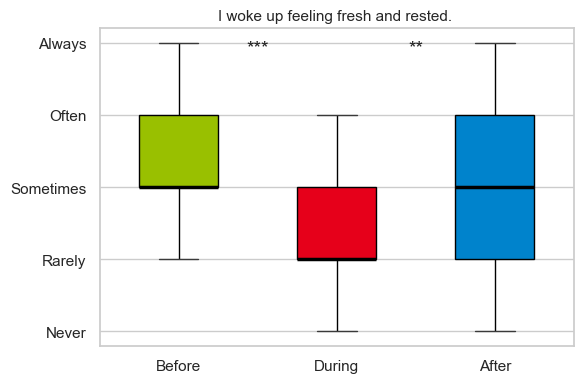 I woke up feeling fresh and rested.
Always
*** **
Often
Sometimes
Rarely
Never
Before During After